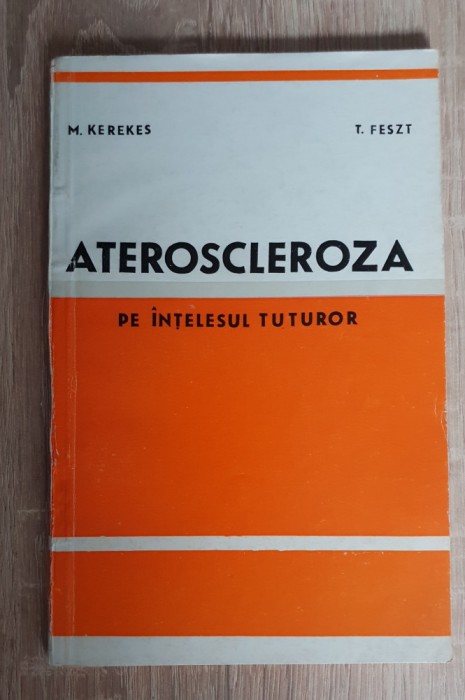 M. KEREKES T. FESZT
ATEROSCLEROZA
PE ÎNȚELESUL TUTUROR